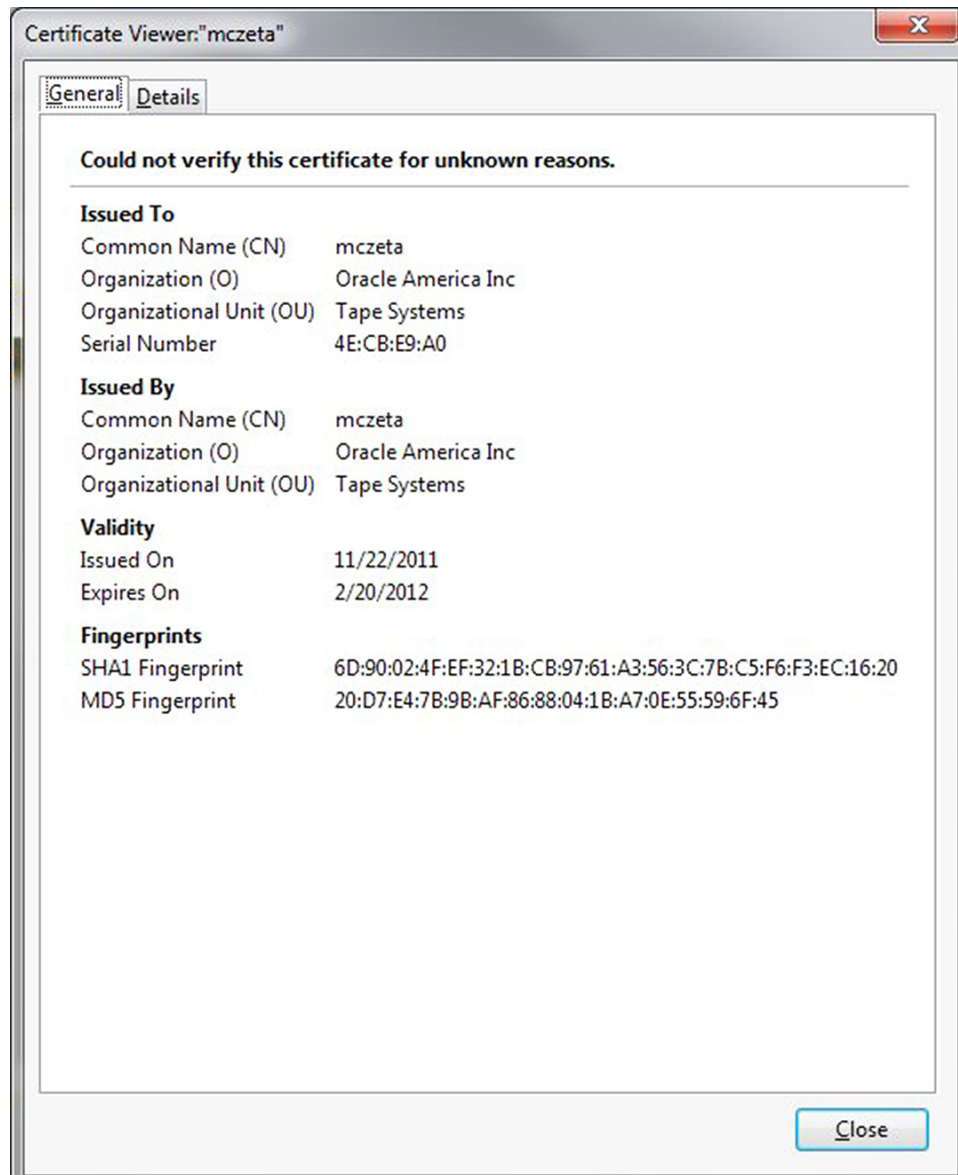 Certificate Viewer:"mczeta"
General Details
Could not verify this certificate for unknown reasons.
Issued To
Common Name (CN) mczeta
Organization (O) Oracle America Inc
Organizational Unit (OU) Tape Systems
Serial Number 4E:CB:E9:A0
Issued By
Common Name (CN) mczeta
Organization (O) Oracle America Inc
Organizational Unit (OU) Tape Systems
Validity
Issued On 11/22/2011
Expires On 2/20/2012
Fingerprints
SHA1 Fingerprint 6D:90:02:4F:EF:32:1B:CB:97:61:A3:56:3C:7B:C5:F6:F3:EC:16:20
MD5 Fingerprint 20:D7:E4:7B:9B:AF:86:88:04:1B:A7:0E:55:59:6F:45
Close